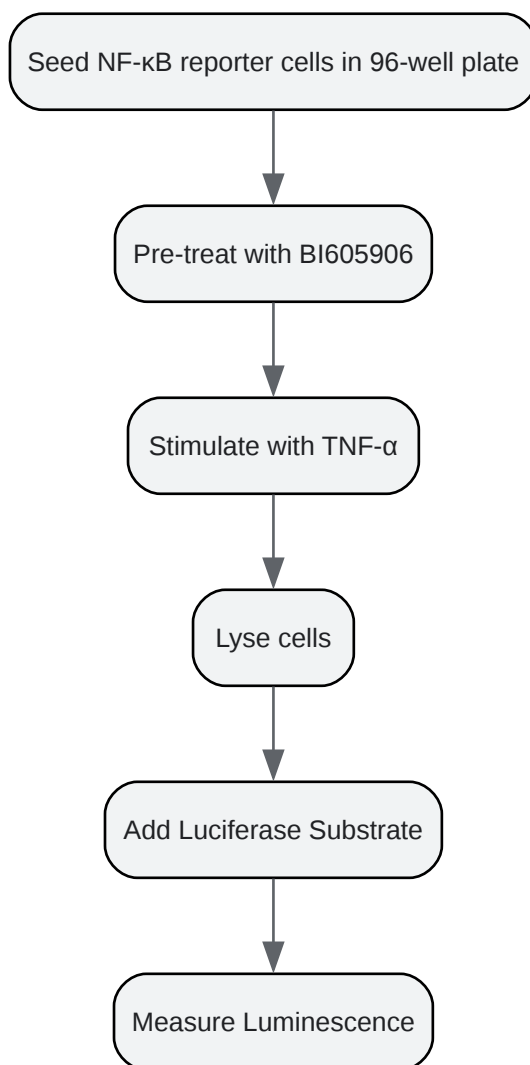 Seed NF-κB reporter cells in 96-well plate
Pre-treat with BI605906
Stimulate with TNF-α
Lyse cells
Add Luciferase Substrate
Measure Luminescence